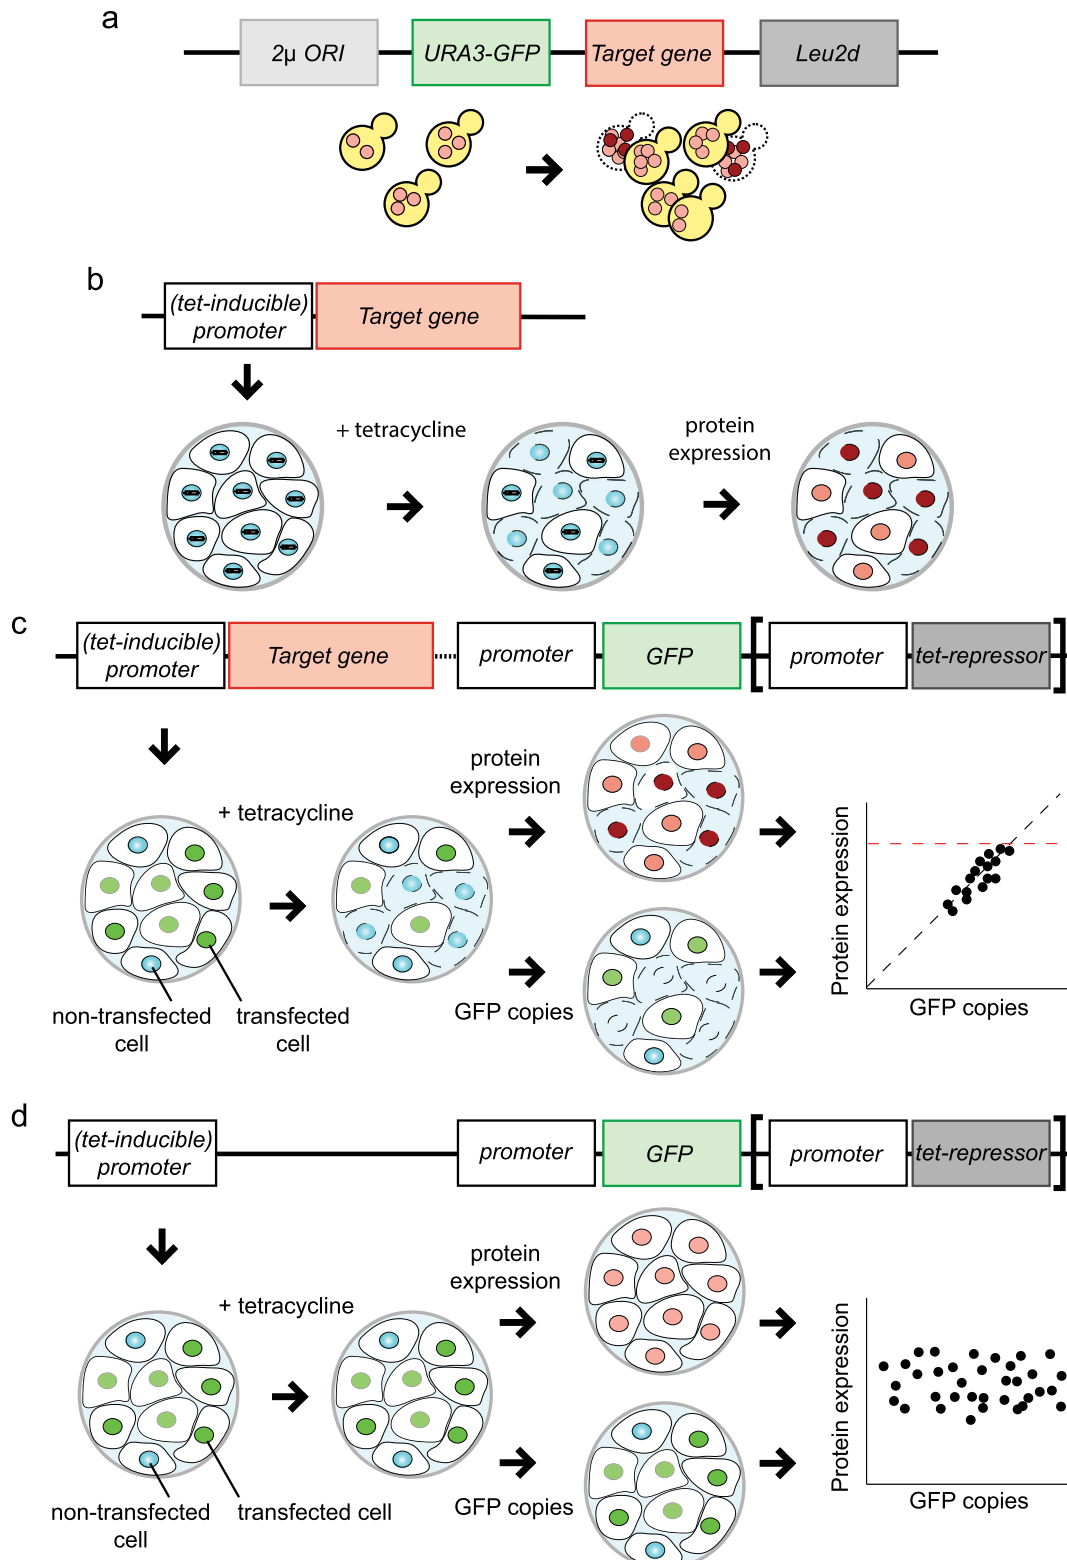 a
2μ ORI URA3-GFP Target gene Leu2d
b
(tet-inducible)
promoter
Target gene
+ tetracycline
protein
expression
c
(tet-inducible)
promoter
Target gene promoter GFP promoter tet-repressor
protein
expression
+ tetracycline
Protein expression
GFP copies
GFP copies
non-transfected
cell
transfected
cell
d
(tet-inducible)
promoter
promoter GFP promoter tet-repressor
protein
expression
+ tetracycline
Protein expression
GFP copies
GFP copies
non-transfected
cell
transfected cell